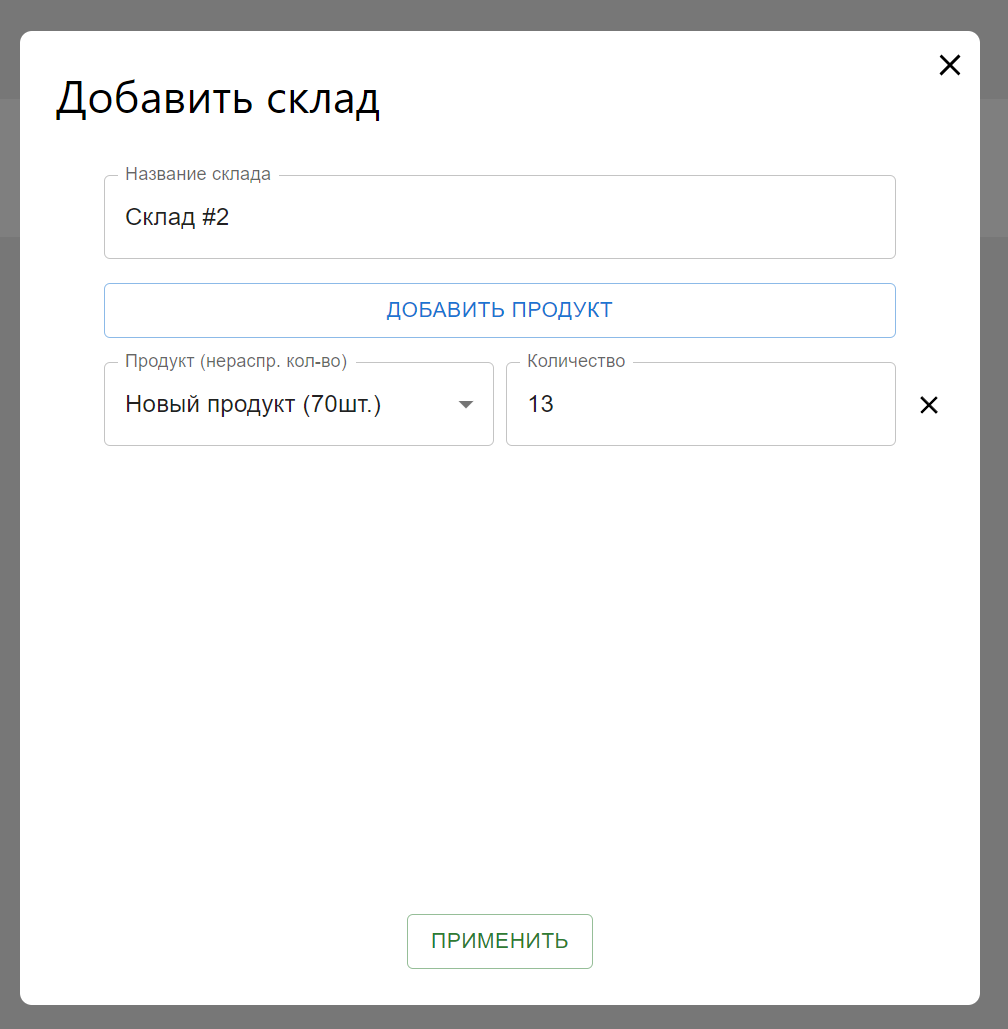 Добавить склад
Название склада
Склад #2
ДОБАВИТЬ ПРОДУКТ
Продукт (нераспр. кол-во)
Количество
Новый продукт (70шт.)
13
ПРИМЕНИТЬ